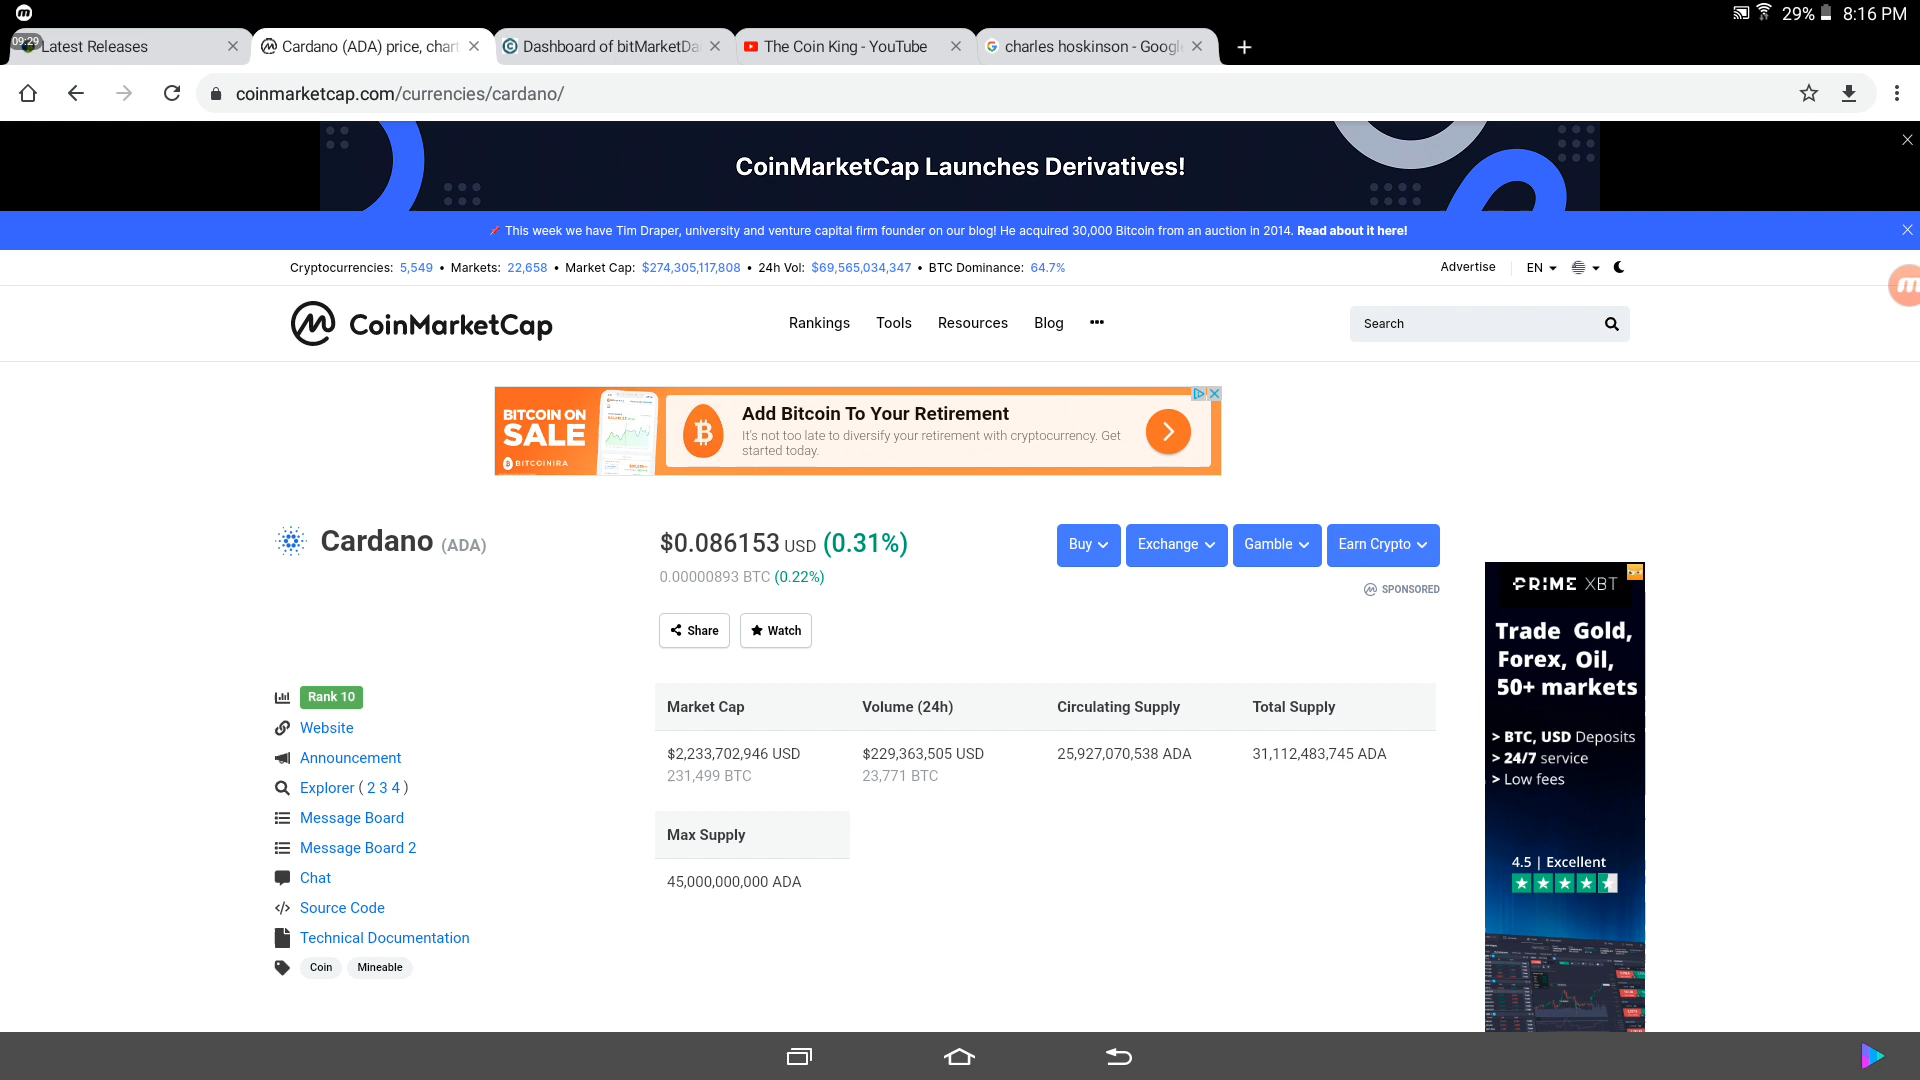 29% 8:16 PM
09:29 Latest Releases
Cardano (ADA) price, chart
Dashboard of bitMarketDa
The Coin King - YouTube
charles hoskinson - Google
coinmarketcap.com/currencies/cardano/
CoinMarketCap Launches Derivatives!
This week we have Tim Draper, university and venture capital firm founder on our blog! He acquired 30,000 Bitcoin from an auction in 2014. Read about it here!
Cryptocurrencies: 5,549 • Markets: 22,658 • Market Cap: $274,305,117,808 • 24h Vol: $69,565,034,347 • BTC Dominance: 64.7%
Advertise EN
CoinMarketCap
Rankings Tools Resources Blog •••
Search
BITCOIN ON
SALE
BITCOINIRA
Add Bitcoin To Your Retirement
It's not too late to diversify your retirement with cryptocurrency. Get
started today.
Cardano (ADA)
$0.086153 USD (0.31%)
0.00000893 BTC (0.22%)
Buy Exchange Gamble Earn Crypto
SPONSORED
Share Watch
Rank 10
Website
Announcement
Explorer ( 2 3 4 )
Message Board
Message Board 2
Chat
Source Code
Technical Documentation
Coin Mineable
Market Cap Volume (24h) Circulating Supply Total Supply
$2,233,702,946 USD $229,363,505 USD 25,927,070,538 ADA 31,112,483,745 ADA
231,499 BTC 23,771 BTC
Max Supply
45,000,000,000 ADA
PRIME XBT
Trade Gold,
Forex, Oil,
50+ markets
> BTC, USD Deposits
> 24/7 service
> Low fees
4.5 | Excellent